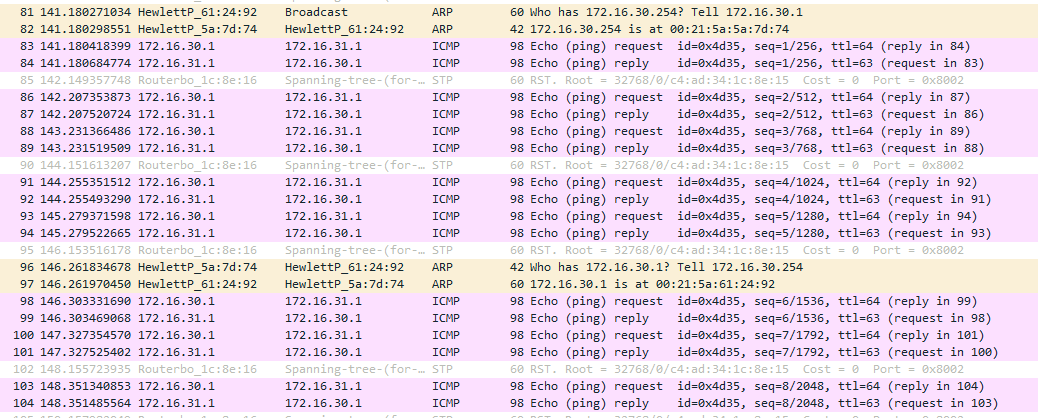 81 141.180271034 HewlettP_61:24:92 Broadcast ARP 60 Who has 172.16.30.254? Tell 172.16.30.1
82 141.180298551 HewlettP_5a:7d:74 HewlettP_61:24:92 ARP 42 172.16.30.254 is at 00:21:5a:5a:7d:74
83 141.180418399 172.16.30.1 172.16.31.1 ICMP 98 Echo (ping) request id=0x4d35, seq=1/256, ttl=64 (reply in 84)
84 141.180684774 172.16.31.1 172.16.30.1 ICMP 98 Echo (ping) reply id=0x4d35, seq=1/256, ttl=63 (request in 83)
85 142.149357748 Routerbo_1c:8e:16 Spanning-tree-(for-… STP 60 RST. Root = 32768/0/c4:ad:34:1c:8e:15 Cost = 0 Port = 0x8002
86 142.207353873 172.16.30.1 172.16.31.1 ICMP 98 Echo (ping) request id=0x4d35, seq=2/512, ttl=64 (reply in 87)
87 142.207520724 172.16.31.1 172.16.30.1 ICMP 98 Echo (ping) reply id=0x4d35, seq=2/512, ttl=63 (request in 86)
88 143.231366486 172.16.30.1 172.16.31.1 ICMP 98 Echo (ping) request id=0x4d35, seq=3/768, ttl=64 (reply in 89)
89 143.231519509 172.16.31.1 172.16.30.1 ICMP 98 Echo (ping) reply id=0x4d35, seq=3/768, ttl=63 (request in 88)
90 144.151613207 Routerbo_1c:8e:16 Spanning-tree-(for-… STP 60 RST. Root = 32768/0/c4:ad:34:1c:8e:15 Cost = 0 Port = 0x8002
91 144.255351512 172.16.30.1 172.16.31.1 ICMP 98 Echo (ping) request id=0x4d35, seq=4/1024, ttl=64 (reply in 92)
92 144.255493290 172.16.31.1 172.16.30.1 ICMP 98 Echo (ping) reply id=0x4d35, seq=4/1024, ttl=63 (request in 91)
93 145.279371598 172.16.30.1 172.16.31.1 ICMP 98 Echo (ping) request id=0x4d35, seq=5/1280, ttl=64 (reply in 94)
94 145.279522665 172.16.31.1 172.16.30.1 ICMP 98 Echo (ping) reply id=0x4d35, seq=5/1280, ttl=63 (request in 93)
95 146.153516178 Routerbo_1c:8e:16 Spanning-tree-(for-… STP 60 RST. Root = 32768/0/c4:ad:34:1c:8e:15 Cost = 0 Port = 0x8002
96 146.261834678 HewlettP_5a:7d:74 HewlettP_61:24:92 ARP 42 Who has 172.16.30.1? Tell 172.16.30.254
97 146.261970450 HewlettP_61:24:92 HewlettP_5a:7d:74 ARP 60 172.16.30.1 is at 00:21:5a:61:24:92
98 146.303331690 172.16.30.1 172.16.31.1 ICMP 98 Echo (ping) request id=0x4d35, seq=6/1536, ttl=64 (reply in 99)
99 146.303469068 172.16.31.1 172.16.30.1 ICMP 98 Echo (ping) reply id=0x4d35, seq=6/1536, ttl=63 (request in 98)
100 147.327354570 172.16.30.1 172.16.31.1 ICMP 98 Echo (ping) request id=0x4d35, seq=7/1792, ttl=64 (reply in 101)
101 147.327525402 172.16.31.1 172.16.30.1 ICMP 98 Echo (ping) reply id=0x4d35, seq=7/1792, ttl=63 (request in 100)
102 148.155723935 Routerbo_1c:8e:16 Spanning-tree-(for-… STP 60 RST. Root = 32768/0/c4:ad:34:1c:8e:15 Cost = 0 Port = 0x8002
103 148.351340853 172.16.30.1 172.16.31.1 ICMP 98 Echo (ping) request id=0x4d35, seq=8/2048, ttl=64 (reply in 104)
104 148.351485564 172.16.31.1 172.16.30.1 ICMP 98 Echo (ping) reply id=0x4d35, seq=8/2048, ttl=63 (request in 103)